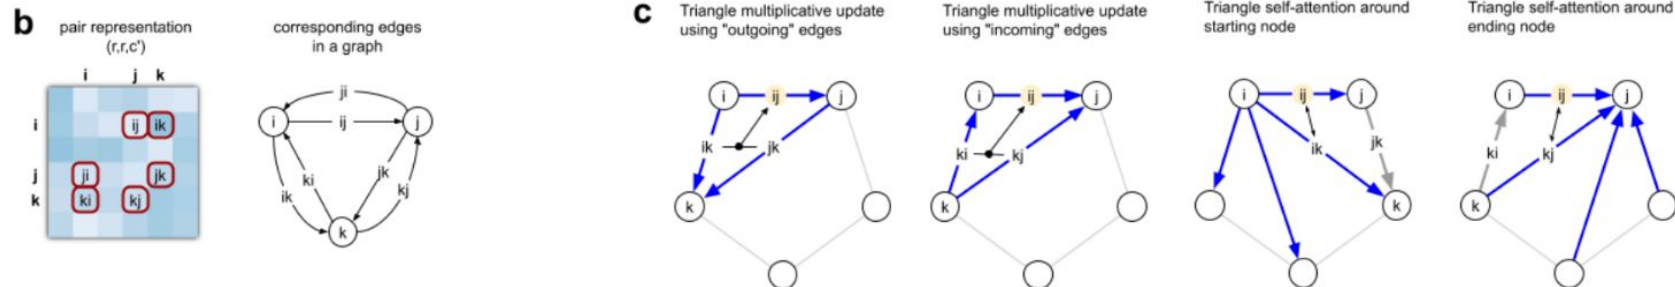 b
pair representation
(r,r,c')
i j k
i
j
k
ij ik
ji jk
ki kj
corresponding edges
in a graph
ji
i ij j
ki jk
ik kj
k
c
Triangle multiplicative update
using "outgoing" edges
i ij j
ik jk
k
Triangle multiplicative update
using "incoming" edges
i ij j
ki kj
k
Triangle self-attention around
starting node
i ij j
ik jk
k
Triangle self-attention around
ending node
i ij j
ki kj
k